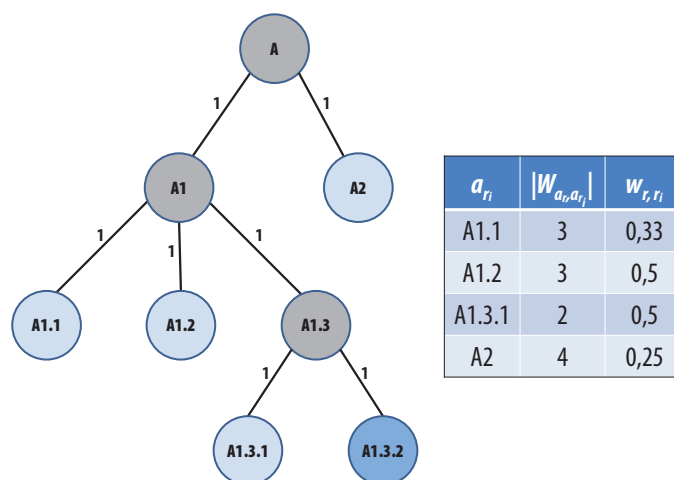 A
1 1
A1 A2
1 1 1
A1.1 A1.2 A1.3
1 1
A1.3.1 A1.3.2
a_{r_i} |W_{a_r,a_{r_j}}| w_{r,r_i}
A1.1 3 0,33
A1.2 3 0,5
A1.3.1 2 0,5
A2 4 0,25